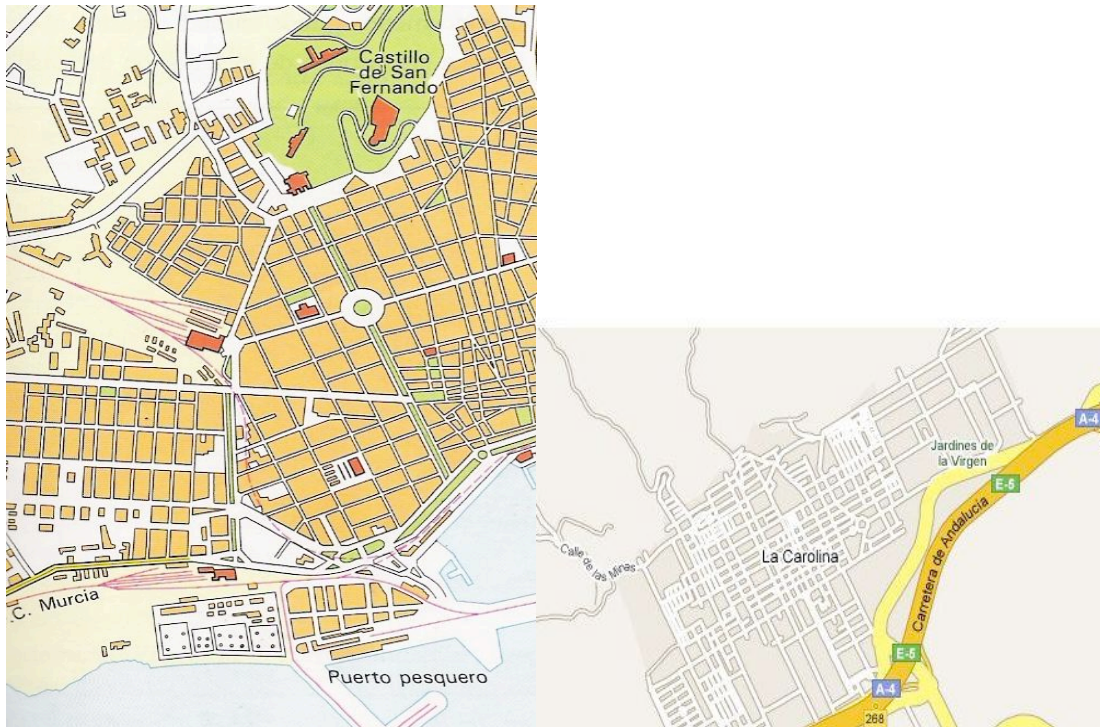 Castillo
de San
Fernando
.C. Murcia
Puerto pesquero
A-4
Jardines de
la Virgen
E-5
Carretera de Andalucía
La Carolina
Calle de las Minas
E-5
A-4
268